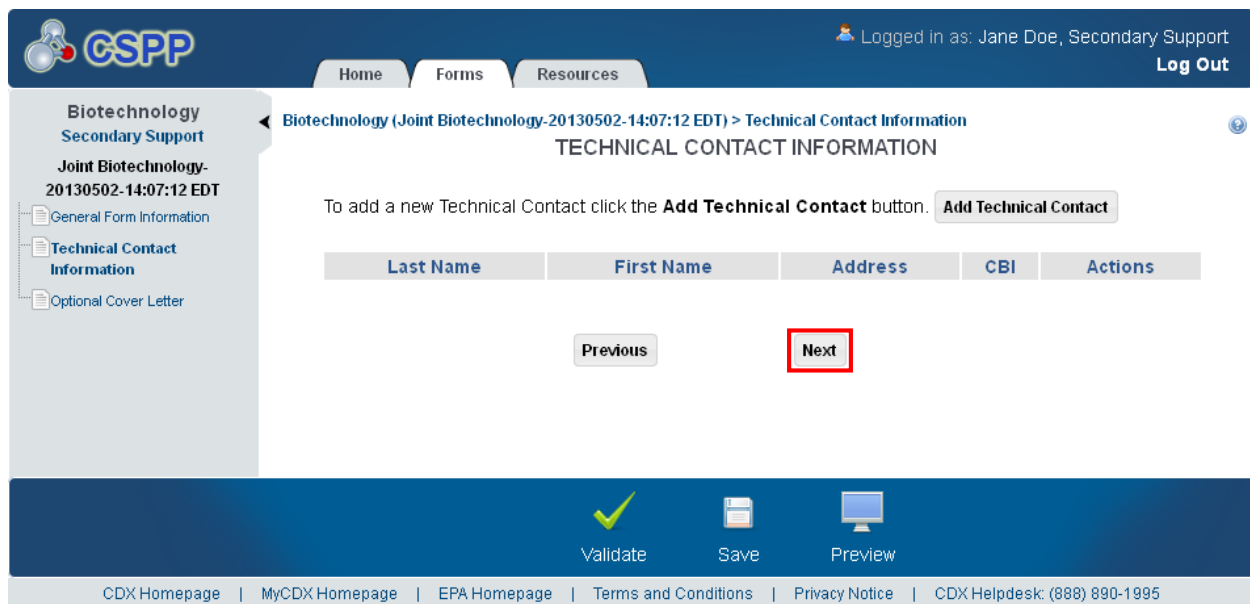 CSPP
Logged in as: Jane Doe, Secondary Support
Log Out
Home Forms Resources
Biotechnology
Secondary Support
Joint Biotechnology-
20130502-14:07:12 EDT
General Form Information
Technical Contact
Information
Optional Cover Letter
Biotechnology (Joint Biotechnology-20130502-14:07:12 EDT) > Technical Contact Information
TECHNICAL CONTACT INFORMATION
To add a new Technical Contact click the Add Technical Contact button. Add Technical Contact
Last Name First Name Address CBI Actions
Previous Next
Validate Save Preview
CDX Homepage | MyCDX Homepage | EPA Homepage | Terms and Conditions | Privacy Notice | CDX Helpdesk: (888) 890-1995